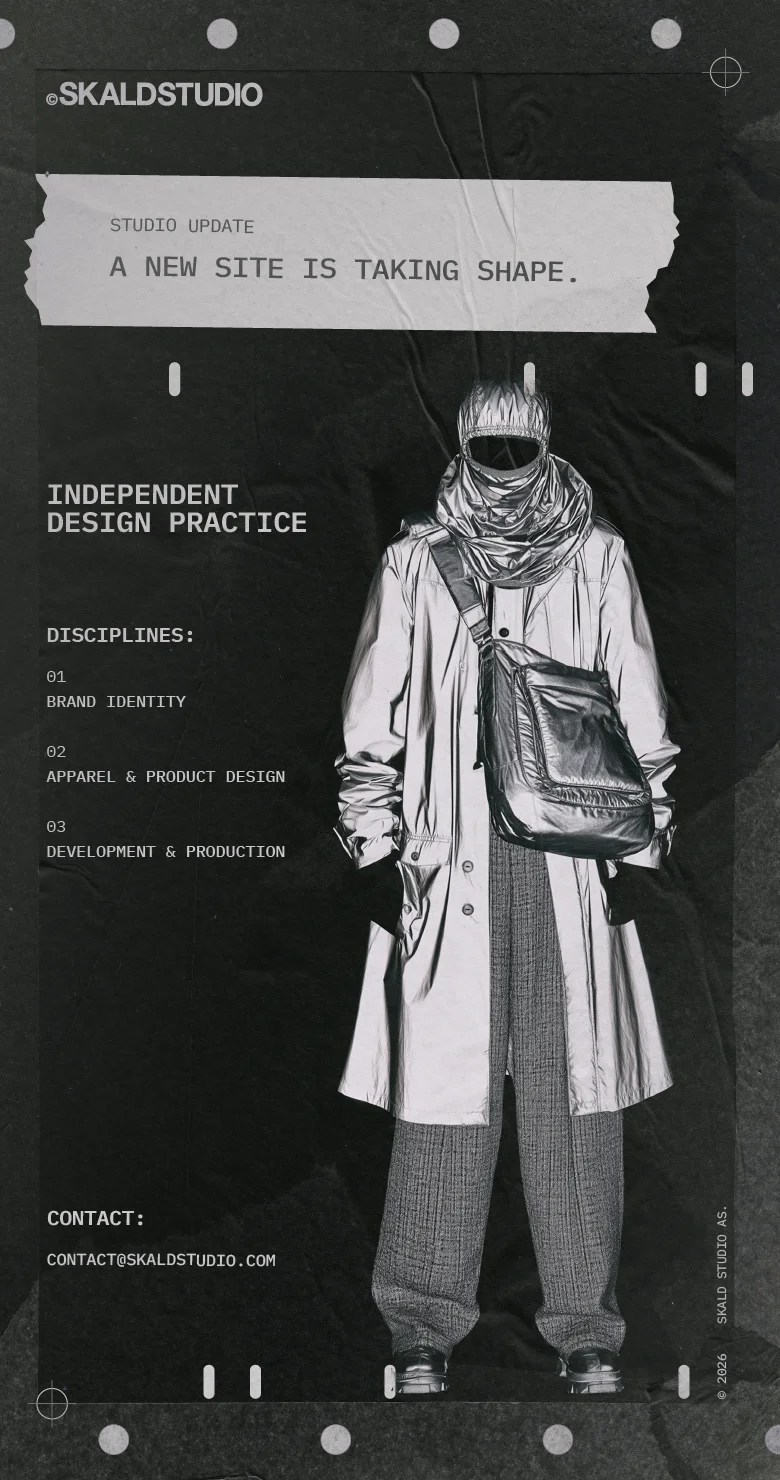 ©SKALDSTUDIO
STUDIO UPDATE
A NEW SITE IS TAKING SHAPE.
INDEPENDENT
DESIGN PRACTICE
DISCIPLINES:
01
BRAND IDENTITY
02
APPAREL & PRODUCT DESIGN
03
DEVELOPMENT & PRODUCTION
CONTACT:
CONTACT@SKALDSTUDIO.COM
© 2026 SKALD STUDIO AS.